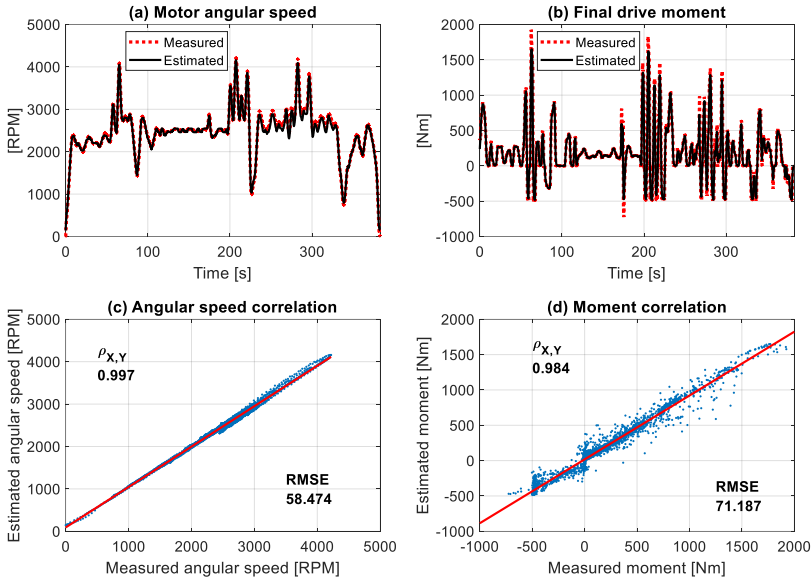 (a) Motor angular speed
5000
4000
3000
2000
1000
0
[RPM]
Measured
Estimated
0
100
200
300
Time [s]
(b) Final drive moment
2000
1500
1000
500
0
-500
-1000
[Nm]
Measured
Estimated
0
100
200
300
Time [s]
(c) Angular speed correlation
5000
4000
3000
2000
1000
0
Estimated angular speed [RPM]
ρX,Y
0.997
RMSE
58.474
0
1000
2000
3000
4000
5000
Measured angular speed [RPM]
(d) Moment correlation
2000
1500
1000
500
0
-500
-1000
Estimated moment [Nm]
ρX,Y
0.984
RMSE
71.187
-1000
-500
0
500
1000
1500
2000
Measured moment [Nm]